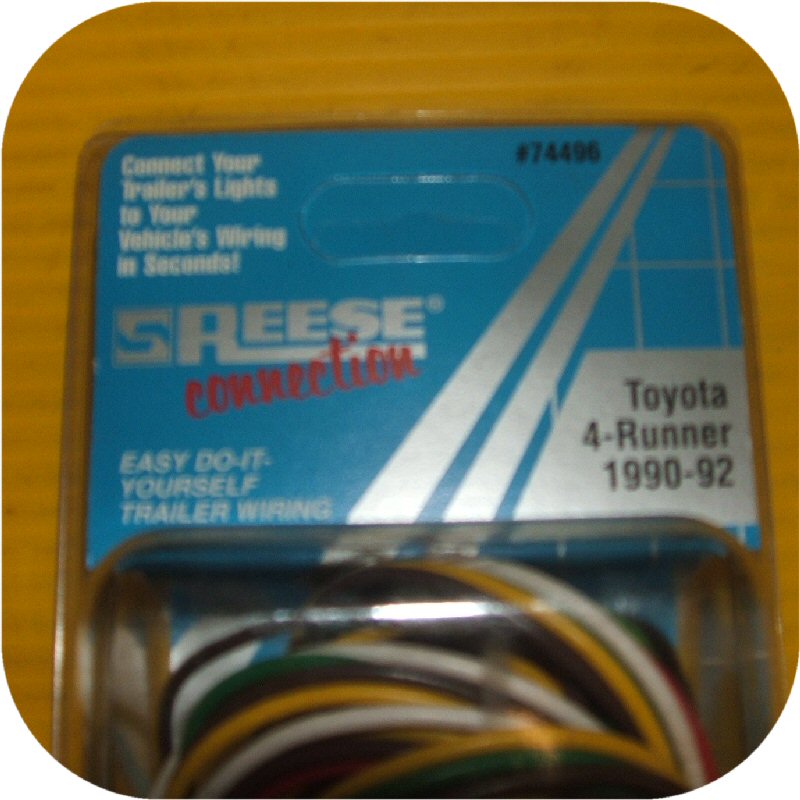 Connect Your
Trailer's Lights
to Your
Vehicle's Wiring
in Seconds!
#74496
REESE®
connection
EASY DO-IT-
YOURSELF
TRAILER WIRING
Toyota
4-Runner
1990-92